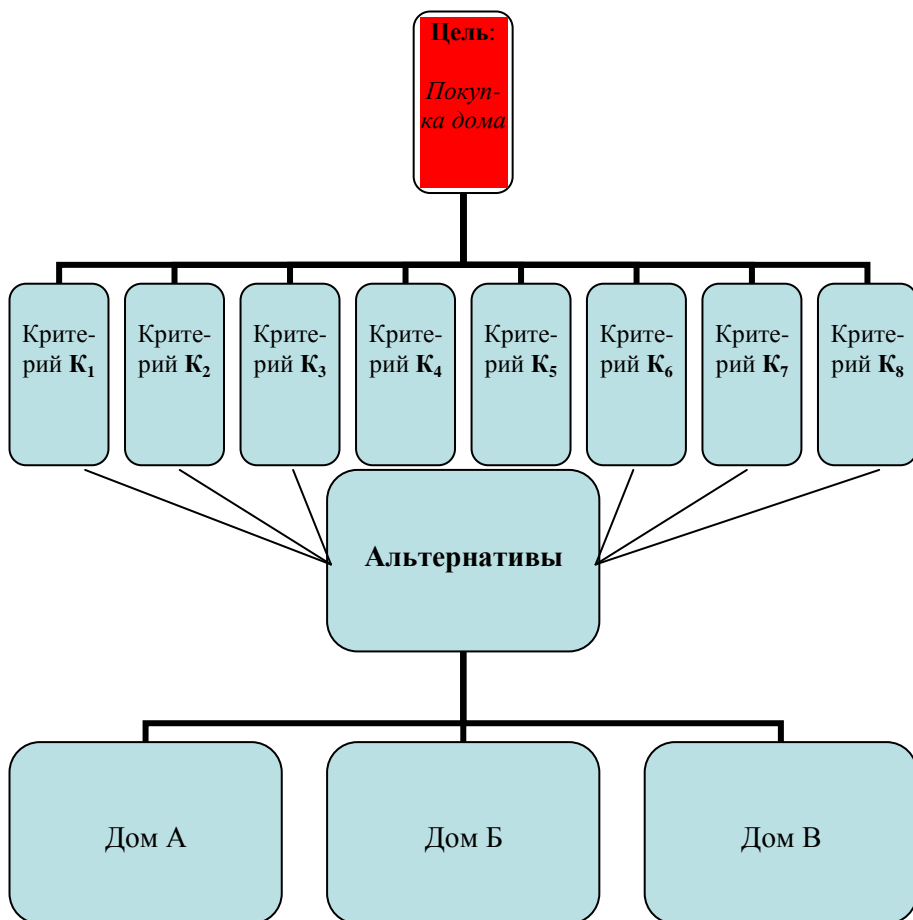 Цель:
Покуп-
ка дома
Крите-
рий К₁
Крите-
рий К₂
Крите-
рий К₃
Крите-
рий К₄
Крите-
рий К₅
Крите-
рий К₆
Крите-
рий К₇
Крите-
рий К₈
Альтернативы
Дом А
Дом Б
Дом В